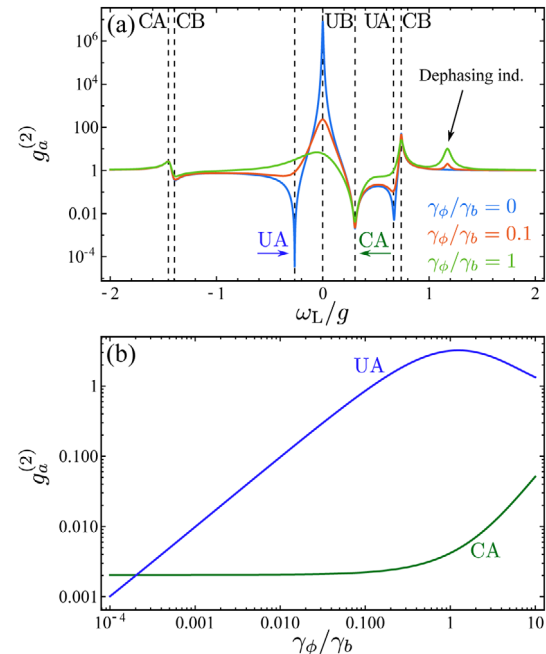 (a)
CA CB UB UA CB
10^6
10^4
100
1
0.01
10^-4
g_a^(2)
Dephasing ind.
γ_ϕ/γ_b = 0
γ_ϕ/γ_b = 0.1
γ_ϕ/γ_b = 1
UA CA
-2 -1 0 1 2
ω_L/g
(b)
UA
1
0.100
0.010
0.001
g_a^(2)
CA
10^-4 0.001 0.010 0.100 1 10
γ_ϕ/γ_b